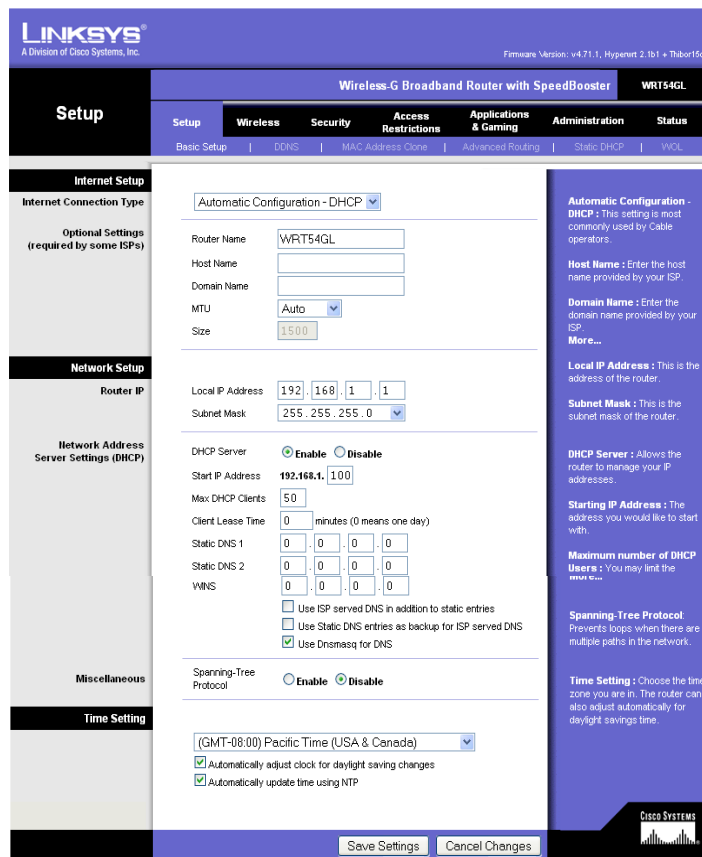 LINKSYS®
A Division of Cisco Systems, Inc.
Firmware Version: v4.71.1, Hyperwrt 2.1b1 + Thibor15c
Wireless-G Broadband Router with SpeedBooster
WRT54GL
Setup
Setup
Wireless
Security
Access Restrictions
Applications & Gaming
Administration
Status
Basic Setup | DDNS | MAC Address Clone | Advanced Routing | Static DHCP | WOL
Internet Setup
Internet Connection Type
Automatic Configuration - DHCP
Optional Settings
(required by some ISPs)
Router Name WRT54GL
Host Name
Domain Name
MTU Auto
Size 1500
Network Setup
Router IP
Local IP Address 192 . 168 . 1 . 1
Subnet Mask 255.255.255.0
Network Address
Server Settings (DHCP)
DHCP Server Enable Disable
Start IP Address 192.168.1. 100
Max DHCP Clients 50
Client Lease Time 0 minutes (0 means one day)
Static DNS 1 0 . 0 . 0 . 0
Static DNS 2 0 . 0 . 0 . 0
WINS 0 . 0 . 0 . 0
Use ISP served DNS in addition to static entries
Use Static DNS entries as backup for ISP served DNS
Use Dnsmasq for DNS
Miscellaneous
Spanning-Tree
Protocol
Enable Disable
Time Setting
(GMT-08:00) Pacific Time (USA & Canada)
Automatically adjust clock for daylight saving changes
Automatically update time using NTP
Automatic Configuration -
DHCP : This setting is most
commonly used by Cable
operators.
Host Name : Enter the host
name provided by your ISP.
Domain Name : Enter the
domain name provided by your
ISP.
More...
Local IP Address : This is the
address of the router.
Subnet Mask : This is the
subnet mask of the router.
DHCP Server : Allows the
router to manage your IP
addresses.
Starting IP Address : The
address you would like to start
with.
Maximum number of DHCP
Users : You may limit the
More...
Spanning-Tree Protocol:
Prevents loops when there are
multiple paths in the network.
Time Setting : Choose the time
zone you are in. The router can
also adjust automatically for
daylight savings time.
CISCO SYSTEMS
Save Settings
Cancel Changes